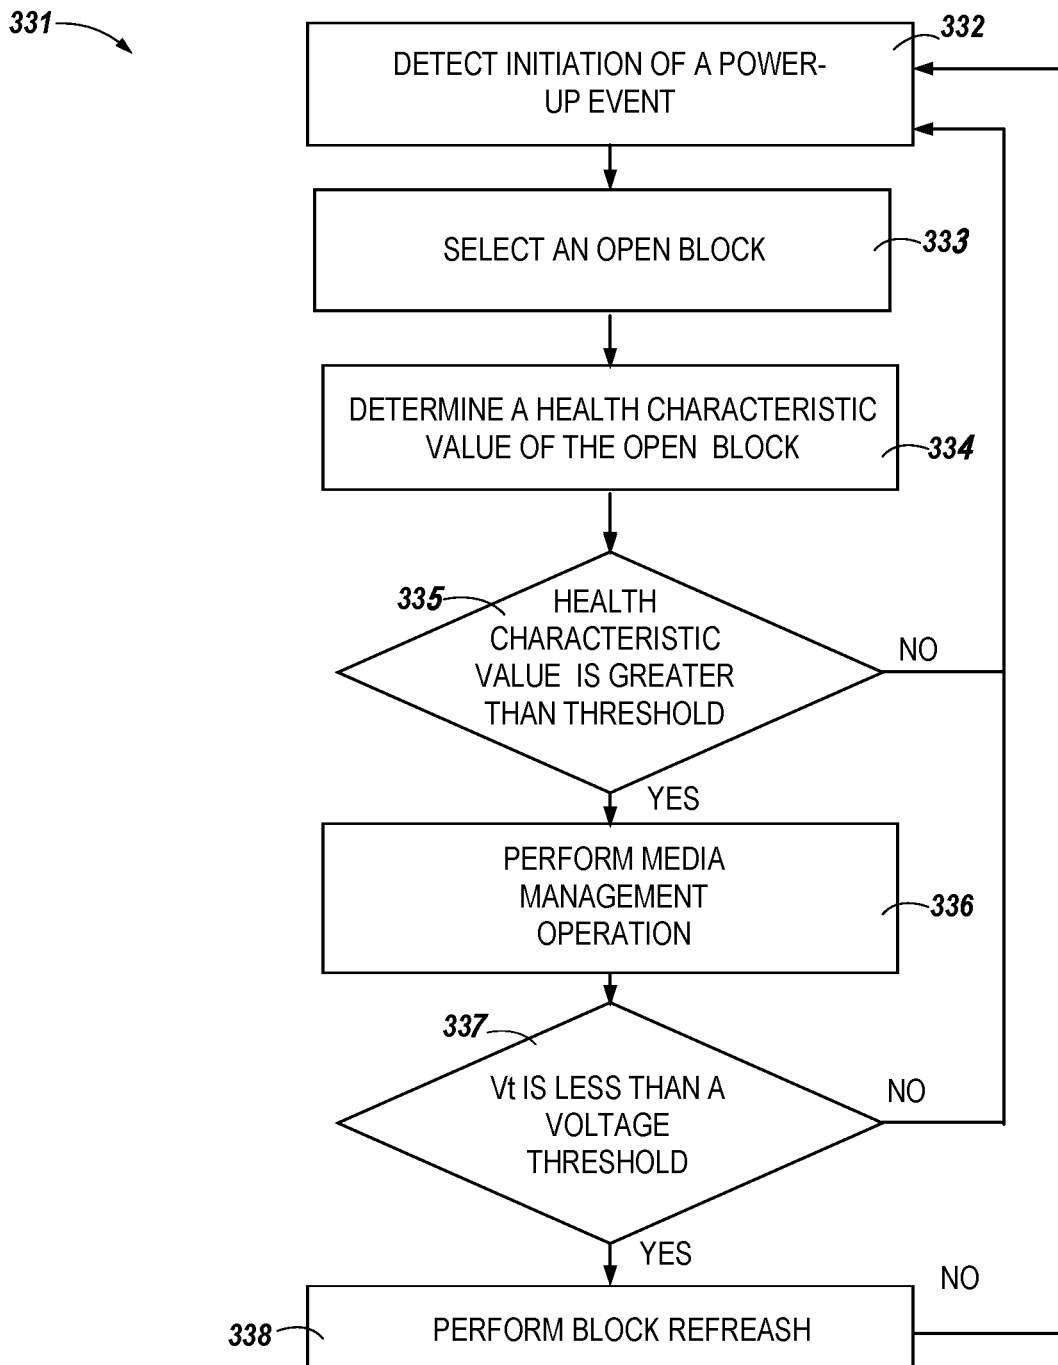 331
332
DETECT INITIATION OF A POWER-
UP EVENT
SELECT AN OPEN BLOCK
333
DETERMINE A HEALTH CHARACTERISTIC
VALUE OF THE OPEN BLOCK
334
335
HEALTH
CHARACTERISTIC
VALUE IS GREATER
THAN THRESHOLD
NO
YES
PERFORM MEDIA
MANAGEMENT
OPERATION
336
337
Vt IS LESS THAN A
VOLTAGE
THRESHOLD
NO
YES
NO
338
PERFORM BLOCK REFREASH